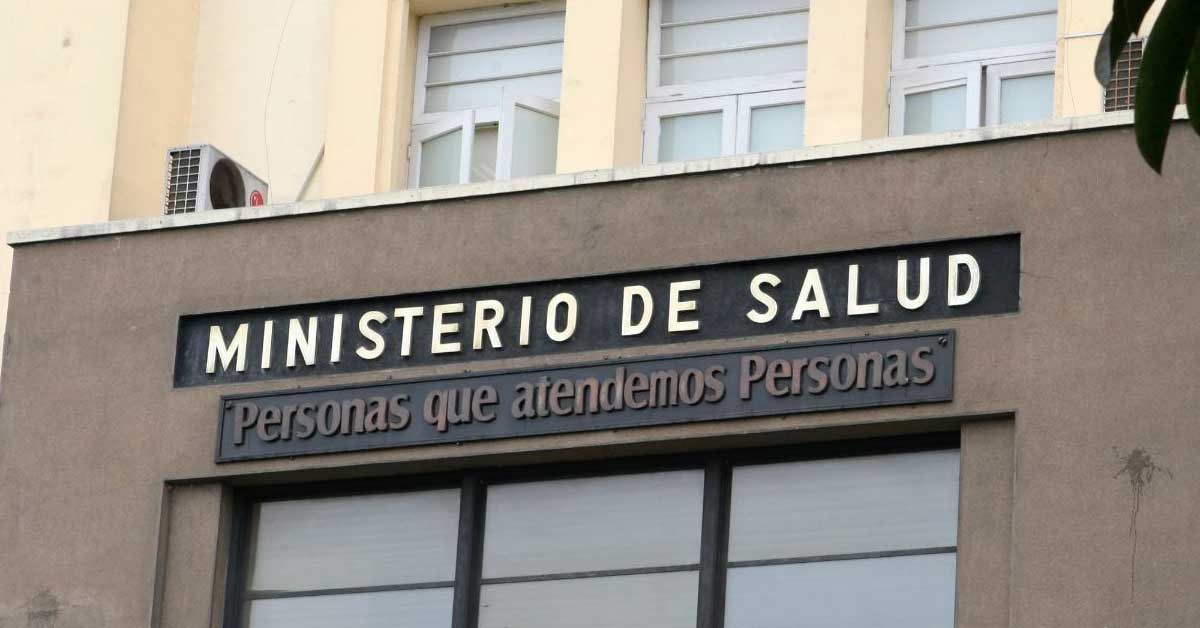 MINISTERIO DE SALUD
"Personas que atendemos Personas"